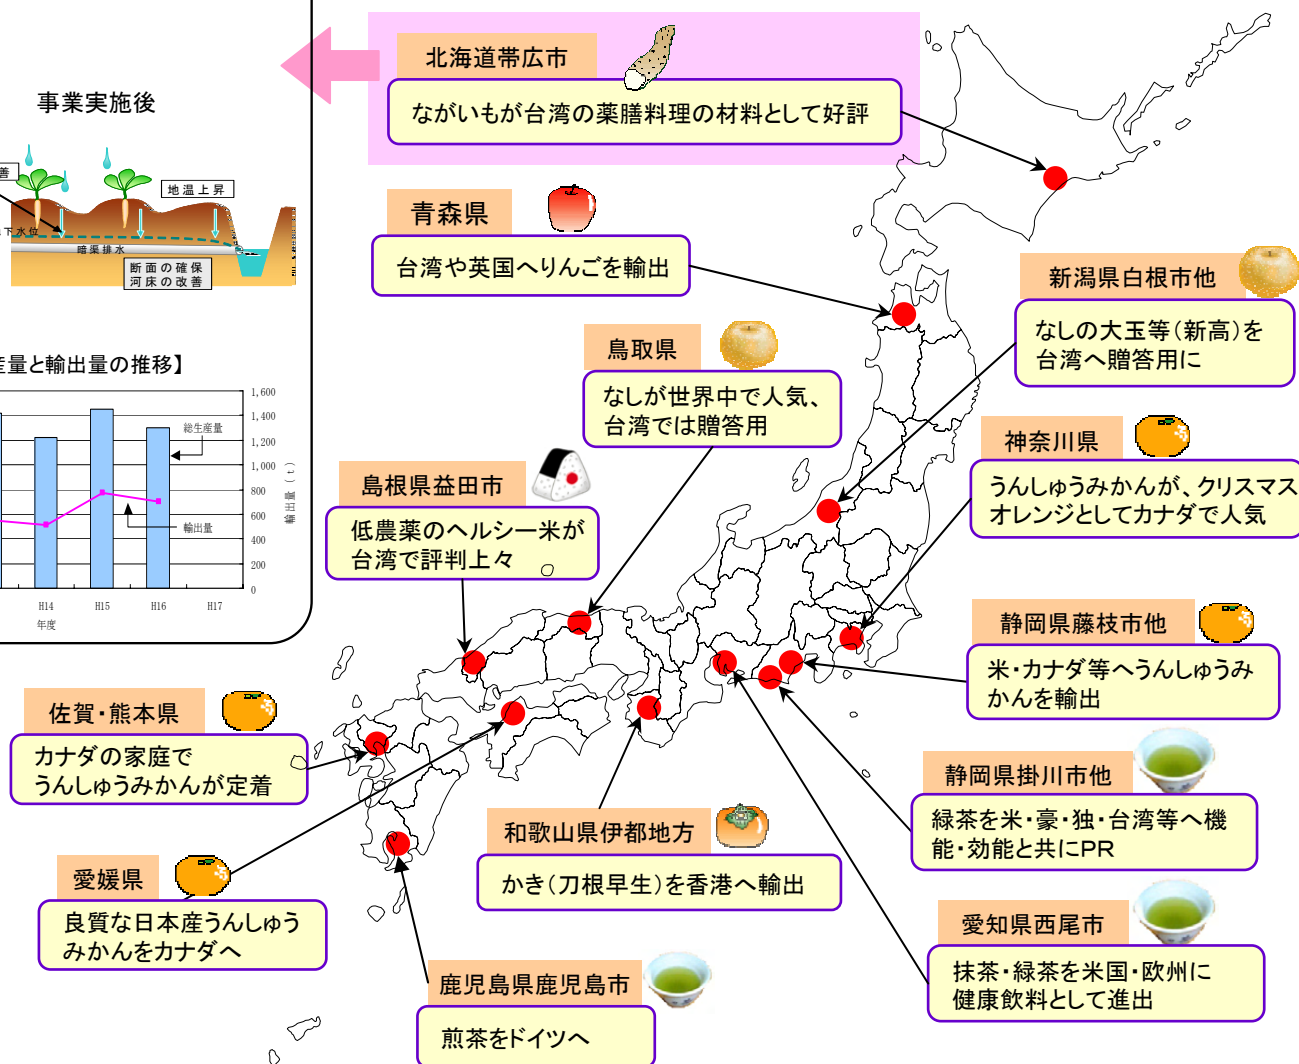 事業実施後
善
地温上昇
下水位
暗渠排水
断面の確保
河床の改善
量と輸出量の推移】
1,600
1,400
1,200
1,000
800
600
400
200
0
輸出量(t)
総生産量
輸出量
H14
H15
H16
H17
年度
北海道帯広市
ながいもが台湾の薬膳料理の材料として好評
青森県
台湾や英国へりんごを輸出
新潟県白根市他
なしの大玉等(新高)を
台湾へ贈答用に
鳥取県
なしが世界中で人気、
台湾では贈答用
神奈川県
うんしゅうみかんが、クリスマス
オレンジとしてカナダで人気
島根県益田市
低農薬のヘルシー米が
台湾で評判上々
静岡県藤枝市他
米・カナダ等へうんしゅうみ
かんを輸出
佐賀・熊本県
カナダの家庭で
うんしゅうみかんが定着
静岡県掛川市他
緑茶を米・豪・独・台湾等へ機
能・効能と共にPR
和歌山県伊都地方
かき(刀根早生)を香港へ輸出
愛媛県
良質な日本産うんしゅう
みかんをカナダへ
愛知県西尾市
抹茶・緑茶を米国・欧州に
健康飲料として進出
鹿児島県鹿児島市
煎茶をドイツへ